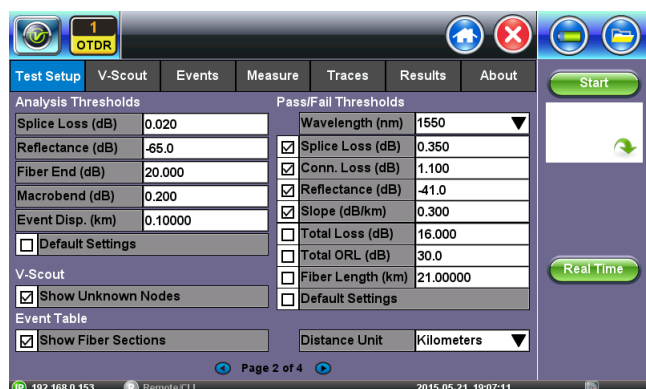 1
OTDR
Test Setup V-Scout Events Measure Traces Results About
Start
Analysis Thresholds
Splice Loss (dB) 0.020
Reflectance (dB) -65.0
Fiber End (dB) 20.000
Macrobend (dB) 0.200
Event Disp. (km) 0.10000
Default Settings
V-Scout
Show Unknown Nodes
Event Table
Show Fiber Sections
Pass/Fail Thresholds
Wavelength (nm) 1550
Splice Loss (dB) 0.350
Conn. Loss (dB) 1.100
Reflectance (dB) -41.0
Slope (dB/km) 0.300
Total Loss (dB) 16.000
Total ORL (dB) 30.0
Fiber Length (km) 21.00000
Default Settings
Distance Unit Kilometers
Real Time
Page 2 of 4
IP 192.168.0.153 R Remote/CLI 2015.05.21 19:07:11